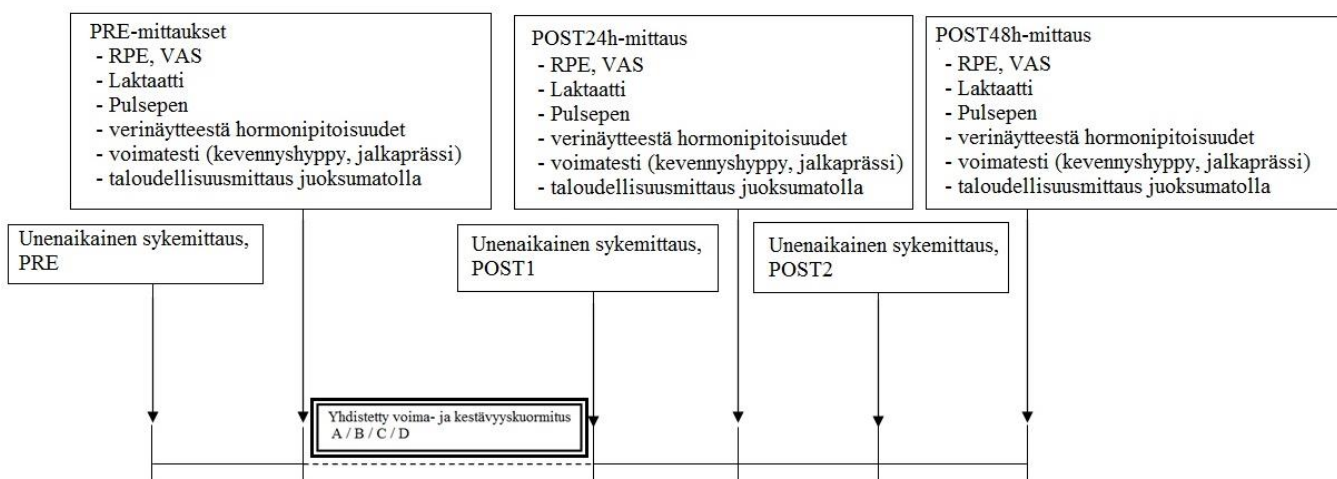 PRE-mittaukset
- RPE, VAS
- Laktaatti
- Pulsepen
- verinäytteestä hormonipitoisuudet
- voimatesti (kevennyshyppy, jalkaprässi)
- taloudellisuusmittaus juoksumatolla
POST24h-mittaus
- RPE, VAS
- Laktaatti
- Pulsepen
- verinäytteestä hormonipitoisuudet
- voimatesti (kevennyshyppy, jalkaprässi)
- taloudellisuusmittaus juoksumatolla
POST48h-mittaus
- RPE, VAS
- Laktaatti
- Pulsepen
- verinäytteestä hormonipitoisuudet
- voimatesti (kevennyshyppy, jalkaprässi)
- taloudellisuusmittaus juoksumatolla
Unenaikainen sykemittaus,
PRE
Unenaikainen sykemittaus,
POST1
Unenaikainen sykemittaus,
POST2
Yhdistetty voima- ja kestävyyskuormitus
A / B / C / D